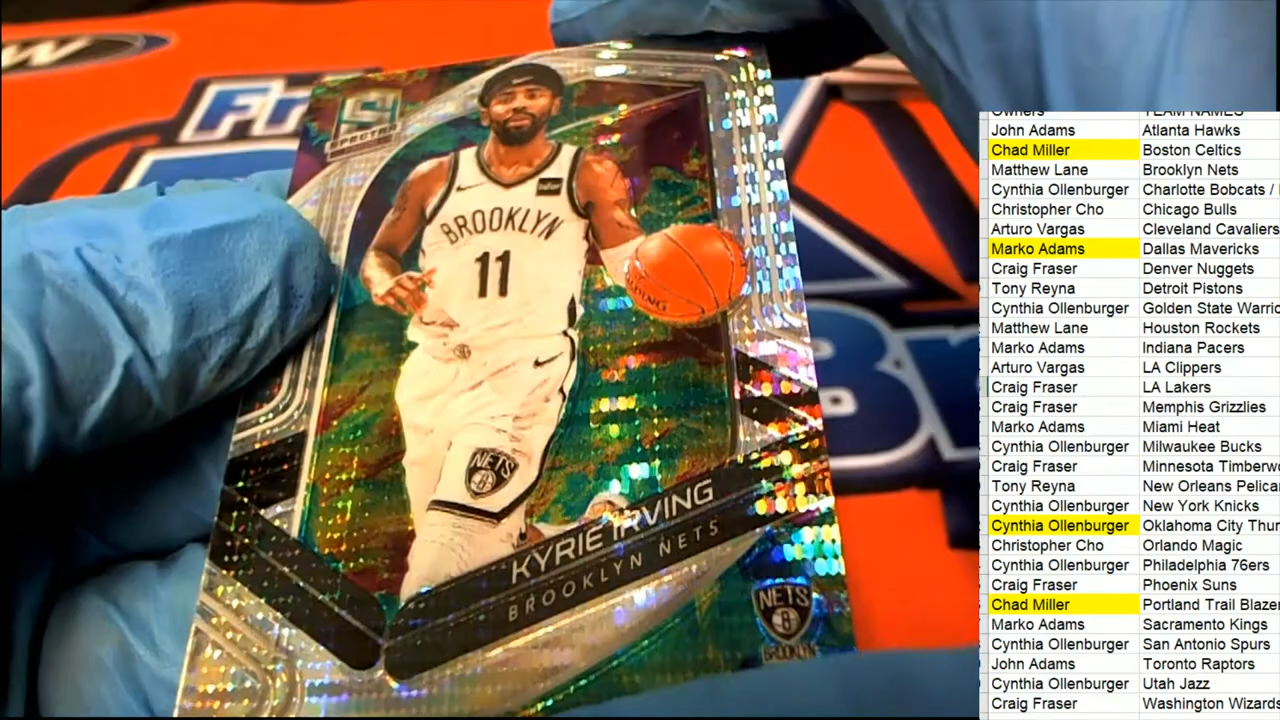 SPECTRA
BROOKLYN
11
NETS
KYRIE IRVING
BROOKLYN NETS
NETS
B
BROOKLYN
Owners TEAM NAMES
John Adams Atlanta Hawks
Chad Miller Boston Celtics
Matthew Lane Brooklyn Nets
Cynthia Ollenburger Charlotte Bobcats /
Christopher Cho Chicago Bulls
Arturo Vargas Cleveland Cavaliers
Marko Adams Dallas Mavericks
Craig Fraser Denver Nuggets
Tony Reyna Detroit Pistons
Cynthia Ollenburger Golden State Warrio
Matthew Lane Houston Rockets
Marko Adams Indiana Pacers
Arturo Vargas LA Clippers
Craig Fraser LA Lakers
Craig Fraser Memphis Grizzlies
Marko Adams Miami Heat
Cynthia Ollenburger Milwaukee Bucks
Craig Fraser Minnesota Timberw
Tony Reyna New Orleans Pelica
Cynthia Ollenburger New York Knicks
Cynthia Ollenburger Oklahoma City Thu
Christopher Cho Orlando Magic
Cynthia Ollenburger Philadelphia 76ers
Craig Fraser Phoenix Suns
Chad Miller Portland Trail Blaze
Marko Adams Sacramento Kings
Cynthia Ollenburger San Antonio Spurs
John Adams Toronto Raptors
Cynthia Ollenburger Utah Jazz
Craig Fraser Washington Wizards